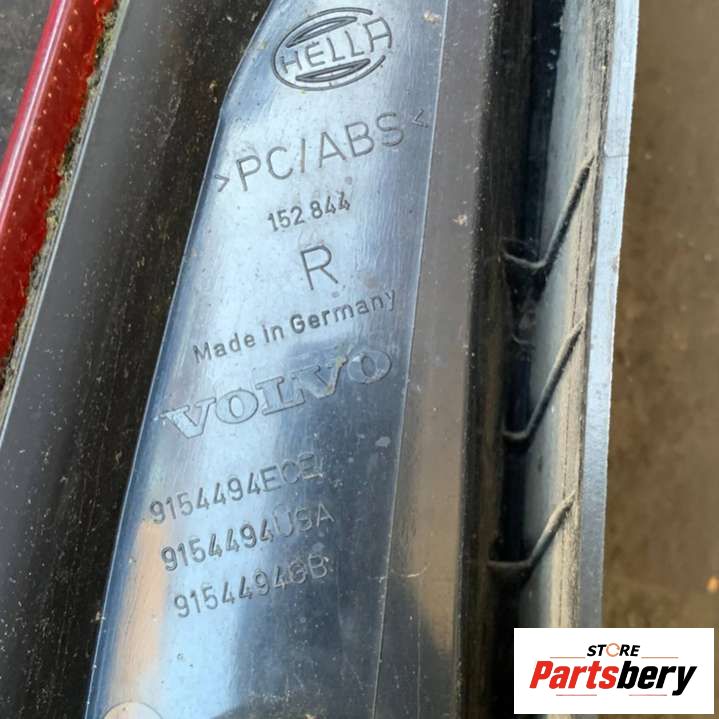 HELLA
>PC/ABS<
152 844
R
Made in Germany
VOLVO
9154494ECE
9154494USA
9154494GB
STORE
Partsbery